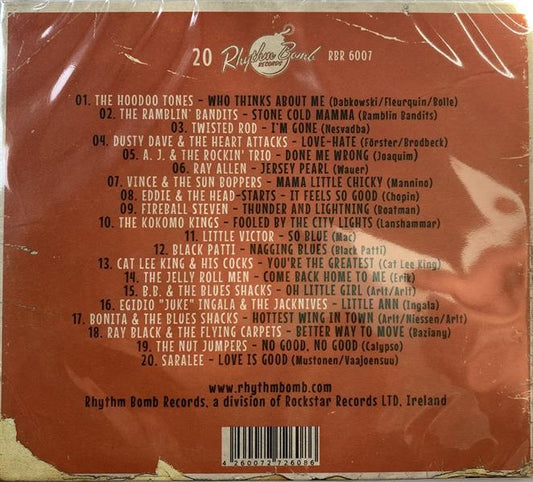 20 Rhythm Bomb RECORDS RBR 6007
01. THE HOODOO TONES - WHO THINKS ABOUT ME (Dabkowski/Fleurquin/Bolle)
02. THE RAMBLIN' BANDITS - STONE COLD MAMMA (Ramblin Bandits)
03. TWISTED ROD - I'M GONE (Nesvadba)
04. DUSTY DAVE & THE HEART ATTACKS - LOVE-HATE (Förster/Brodbeck)
05. A. J. & THE ROCKIN' TRIO - DONE ME WRONG (Joaquim)
06. RAY ALLEN - JERSEY PEARL (Wauer)
07. VINCE & THE SUN BOPPERS - MAMA LITTLE CHICKY (Mannino)
08. EDDIE & THE HEAD-STARTS - IT FEELS SO GOOD (Chopin)
09. FIREBALL STEVEN - THUNDER AND LIGHTNING (Boatman)
10. THE KOKOMO KINGS - FOOLED BY THE CITY LIGHTS (Lanshammar)
11. LITTLE VICTOR - SO BLUE (Mac)
12. BLACK PATTI - NAGGING BLUES (Black Patti)
13. CAT LEE KING & HIS COCKS - YOU'RE THE GREATEST (Cat Lee King)
14. THE JELLY ROLL MEN - COME BACK HOME TO ME (Erik)
15. B.B. & THE BLUES SHACKS - OH LITTLE GIRL (Arlt/Arlt)
16. EGIDIO "JUKE" INGALA & THE JACKNIVES - LITTLE ANN (Ingala)
17. BONITA & THE BLUES SHACKS - HOTTEST WING IN TOWN (Arlt/Niessen/Arlt)
18. RAY BLACK & THE FLYING CARPETS - BETTER WAY TO MOVE (Baziany)
19. THE NUT JUMPERS - NO GOOD, NO GOOD (Calypso)
20. SARALEE - LOVE IS GOOD (Mustonen/Vaajoensuu)
www.rhythmbomb.com
Rhythm Bomb Records, a division of Rockstar Records LTD, Ireland
4 260072 726086